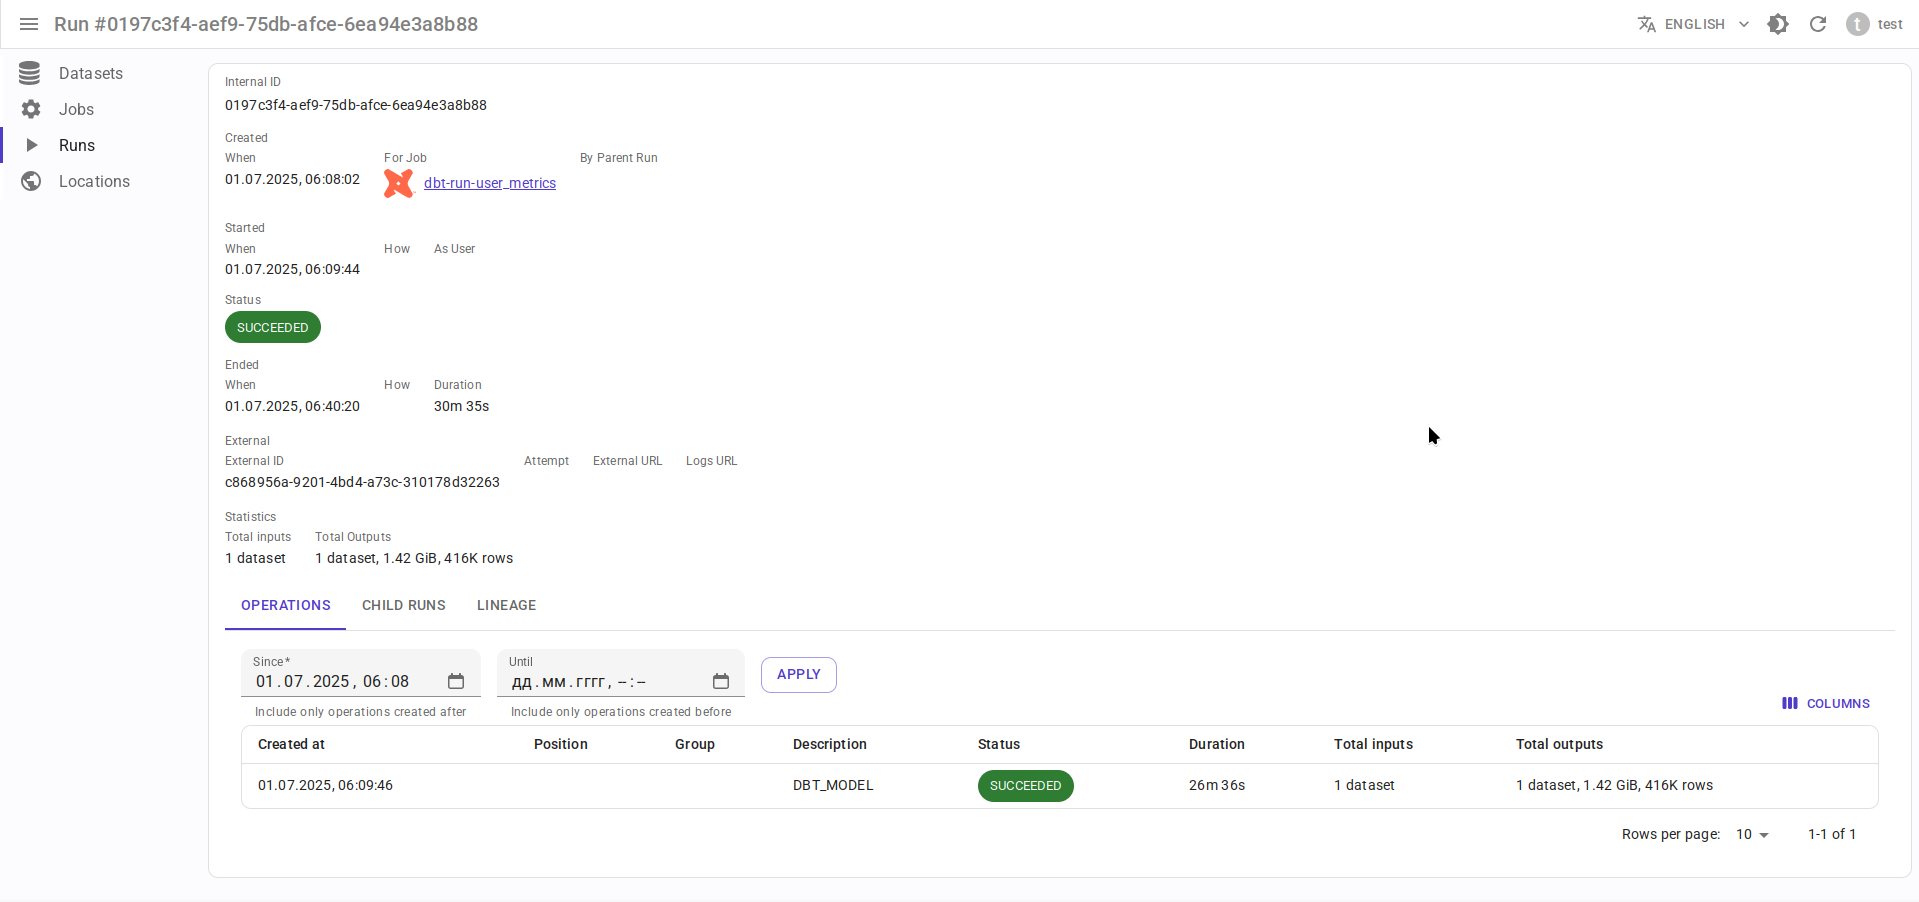 Run #0197c3f4-aef9-75db-afce-6ea94e3a8b88
ENGLISH
t
test
Datasets
Jobs
Runs
Locations
Internal ID
0197c3f4-aef9-75db-afce-6ea94e3a8b88
Created
When For Job By Parent Run
01.07.2025, 06:08:02 dbt-run-user_metrics
Started
When How As User
01.07.2025, 06:09:44
Status
SUCCEEDED
Ended
When How Duration
01.07.2025, 06:40:20 30m 35s
External
External ID Attempt External URL Logs URL
c868956a-9201-4bd4-a73c-310178d32263
Statistics
Total inputs Total Outputs
1 dataset 1 dataset, 1.42 GiB, 416K rows
OPERATIONS CHILD RUNS LINEAGE
Since* Until
01.07.2025, 06:08 дд.мм.гггг, --:-- APPLY
Include only operations created after Include only operations created before
COLUMNS
Created at Position Group Description Status Duration Total inputs Total outputs
01.07.2025, 06:09:46 DBT_MODEL SUCCEEDED 26m 36s 1 dataset 1 dataset, 1.42 GiB, 416K rows
Rows per page: 10 1-1 of 1